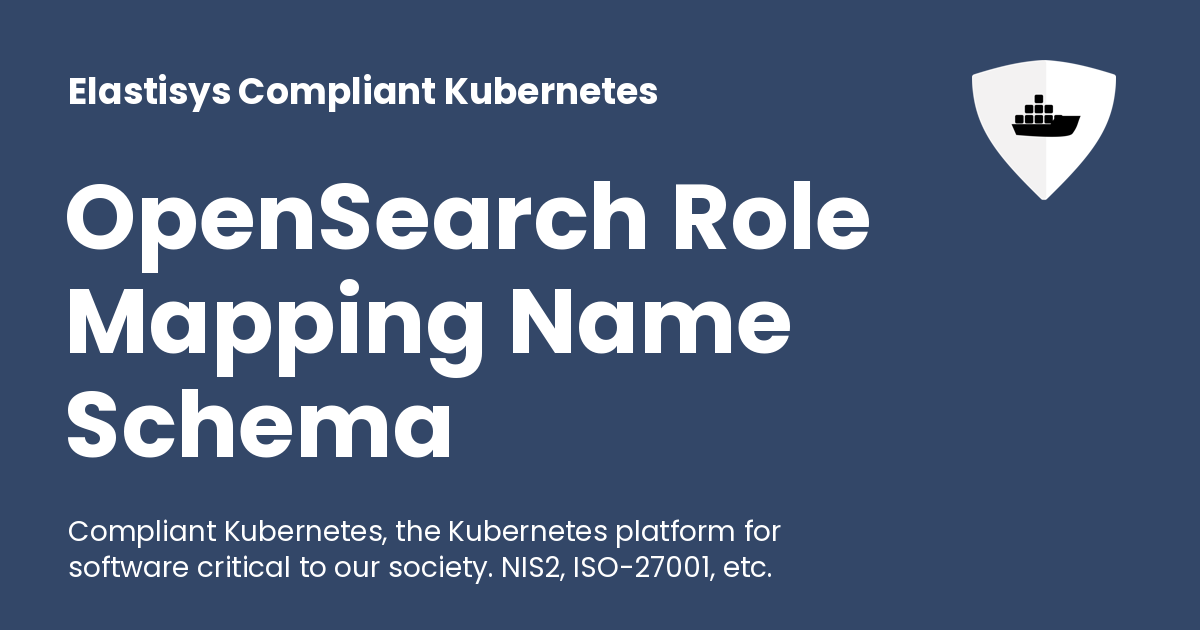 Elastisys Compliant Kubernetes
OpenSearch Role
Mapping Name
Schema
Compliant Kubernetes, the Kubernetes platform for
software critical to our society. NIS2, ISO-27001, etc.